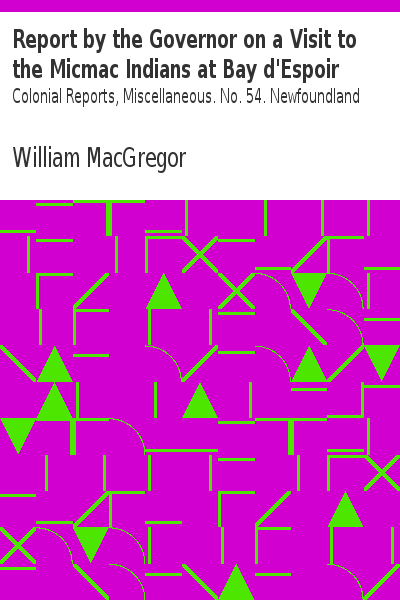 Report by the Governor on a Visit to
the Micmac Indians at Bay d'Espoir
Colonial Reports, Miscellaneous. No. 54. Newfoundland
William MacGregor